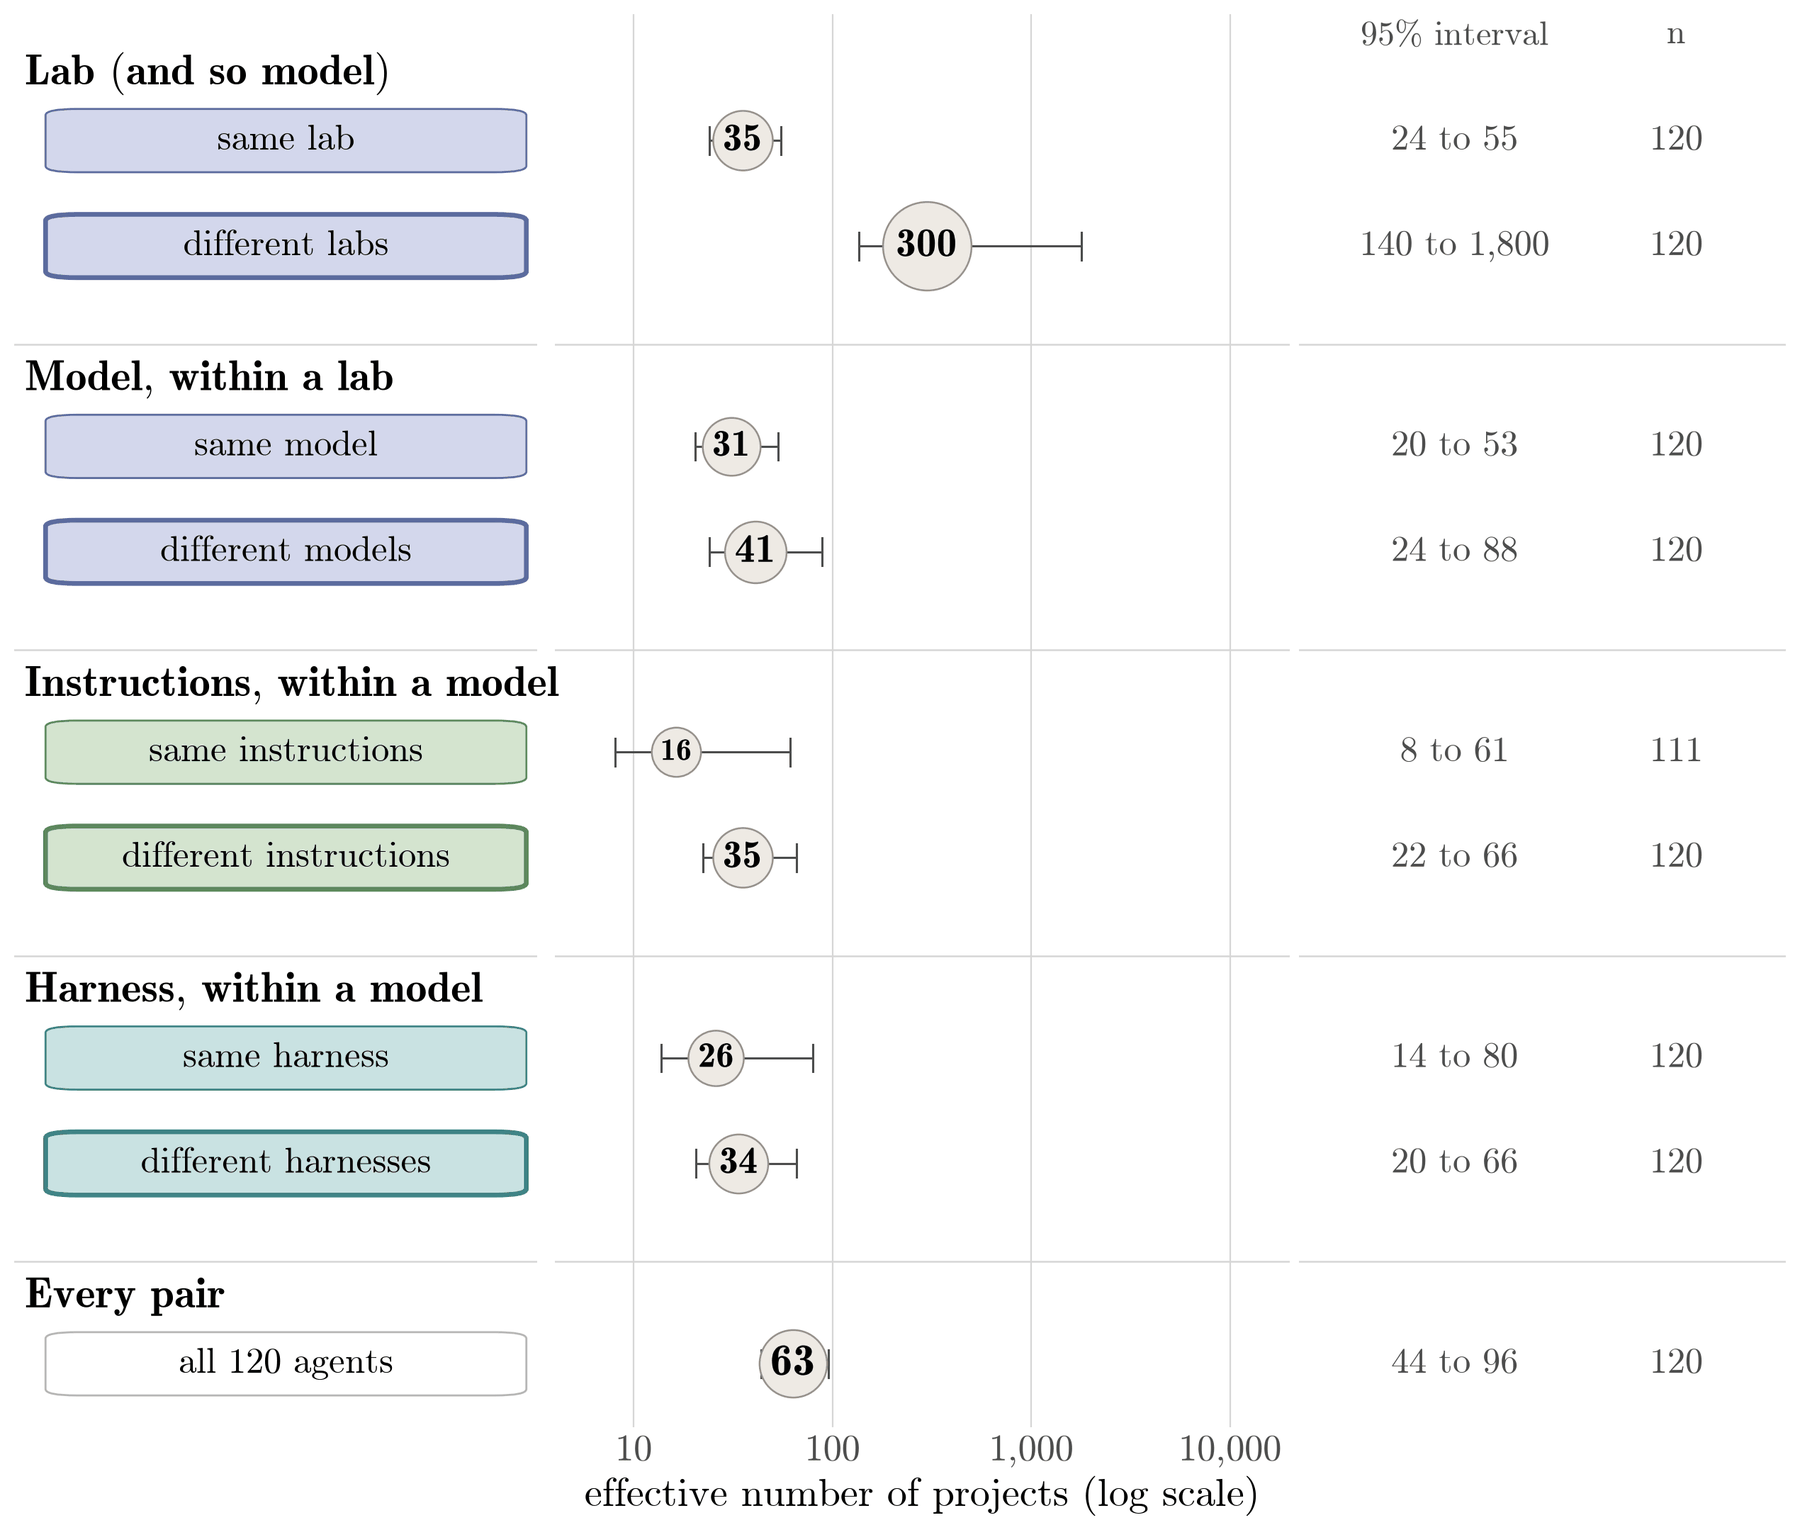 95% interval n
Lab (and so model)
same lab 35 24 to 55 120
different labs 300 140 to 1,800 120
Model, within a lab
same model 31 20 to 53 120
different models 41 24 to 88 120
Instructions, within a model
same instructions 16 8 to 61 111
different instructions 35 22 to 66 120
Harness, within a model
same harness 26 14 to 80 120
different harnesses 34 20 to 66 120
Every pair
all 120 agents 63 44 to 96 120
10 100 1,000 10,000
effective number of projects (log scale)